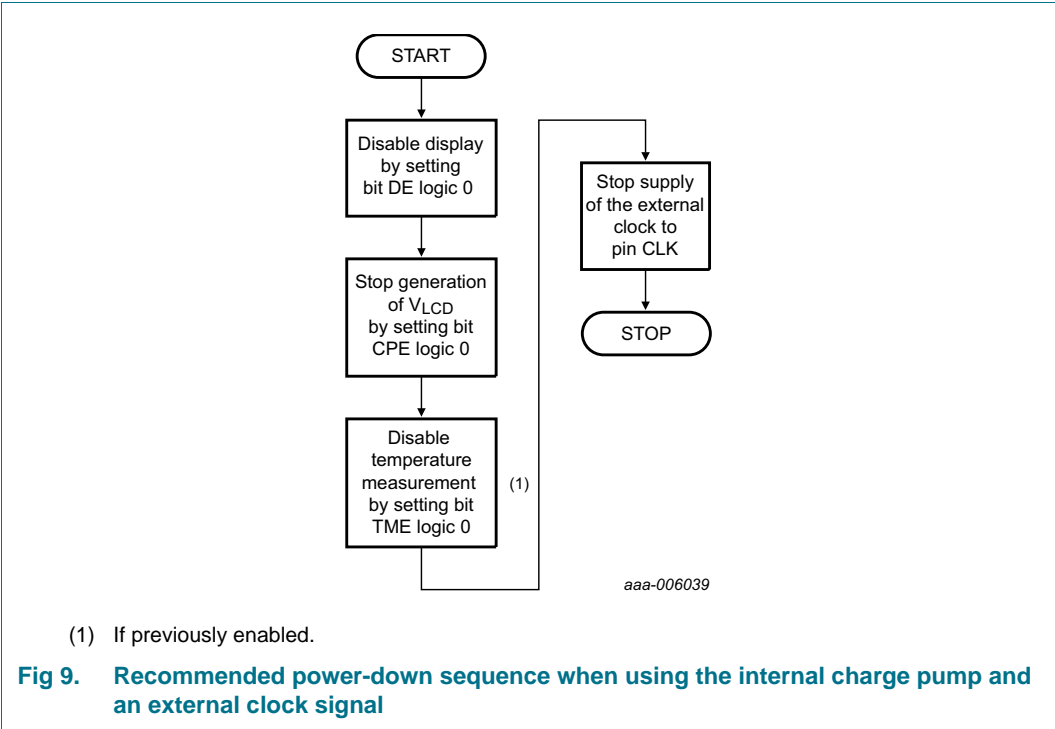 START
Disable display
by setting
bit DE logic 0
Stop generation
of VLCD
by setting bit
CPE logic 0
Disable
temperature
measurement
by setting bit
TME logic 0
(1)
Stop supply
of the external
clock to
pin CLK
STOP
aaa-006039
(1) If previously enabled.
Fig 9. Recommended power-down sequence when using the internal charge pump and
an external clock signal